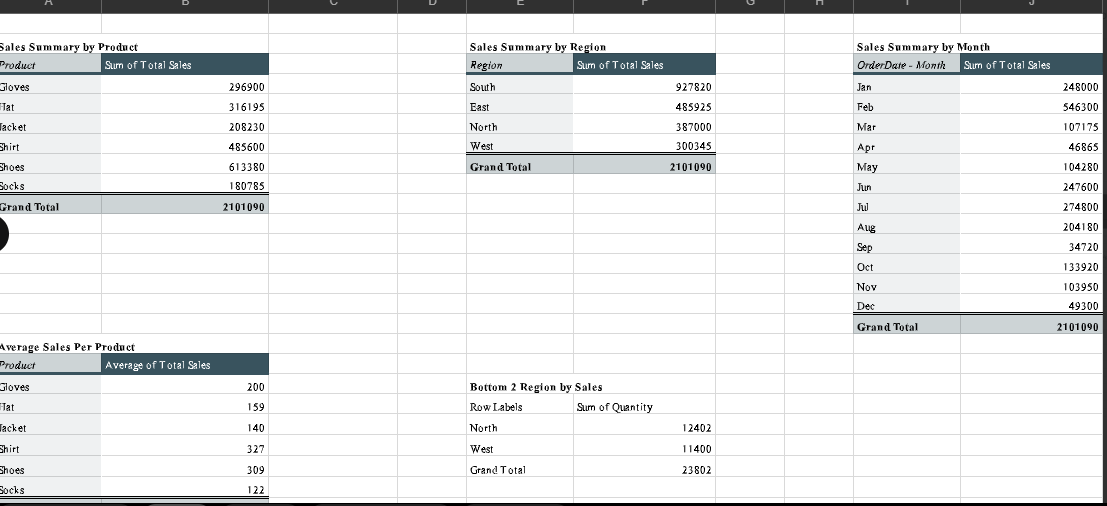 Sales Summary by Product
Product Sum of Total Sales
Gloves 296900
Hat 316195
Jacket 208230
Shirt 485600
Shoes 613380
Socks 180785
Grand Total 2101090
Sales Summary by Region
Region Sum of Total Sales
South 927820
East 485925
North 387000
West 300345
Grand Total 2101090
Sales Summary by Month
OrderDate - Month Sum of Total Sales
Jan 248000
Feb 546300
Mar 107175
Apr 46865
May 104280
Jun 247600
Jul 274800
Aug 204180
Sep 34720
Oct 133920
Nov 103950
Dec 49300
Grand Total 2101090
Average Sales Per Product
Product Average of Total Sales
Gloves 200
Hat 159
Jacket 140
Shirt 327
Shoes 309
Socks 122
Bottom 2 Region by Sales
Row Labels Sum of Quantity
North 12402
West 11400
Grand Total 23802